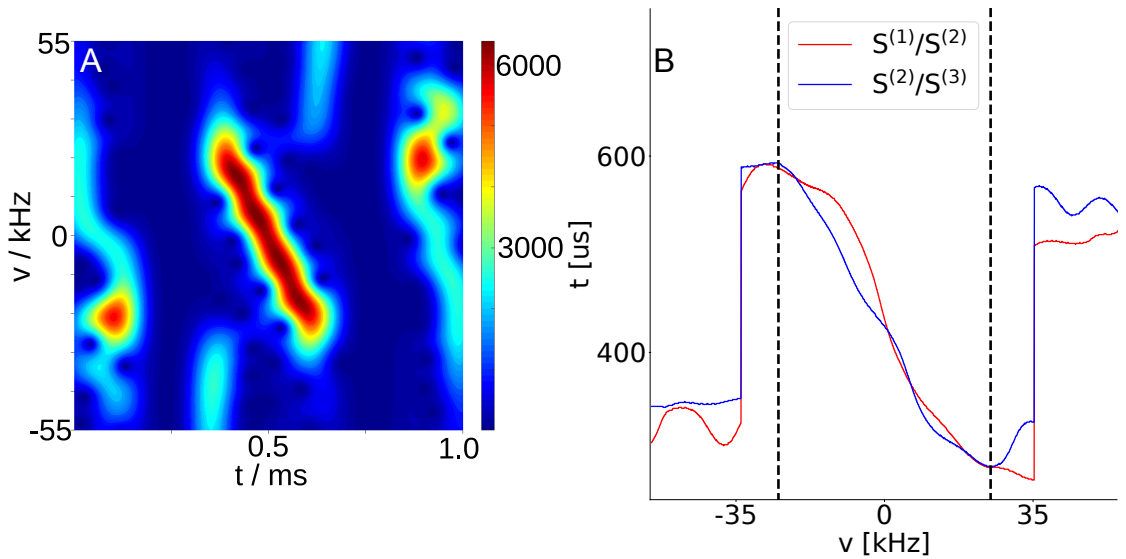 A
55
0
-55
v / kHz
0.5
1.0
t / ms
6000
3000
B
S(1)/S(2)
S(2)/S(3)
t [us]
600
400
-35
0
35
v [kHz]